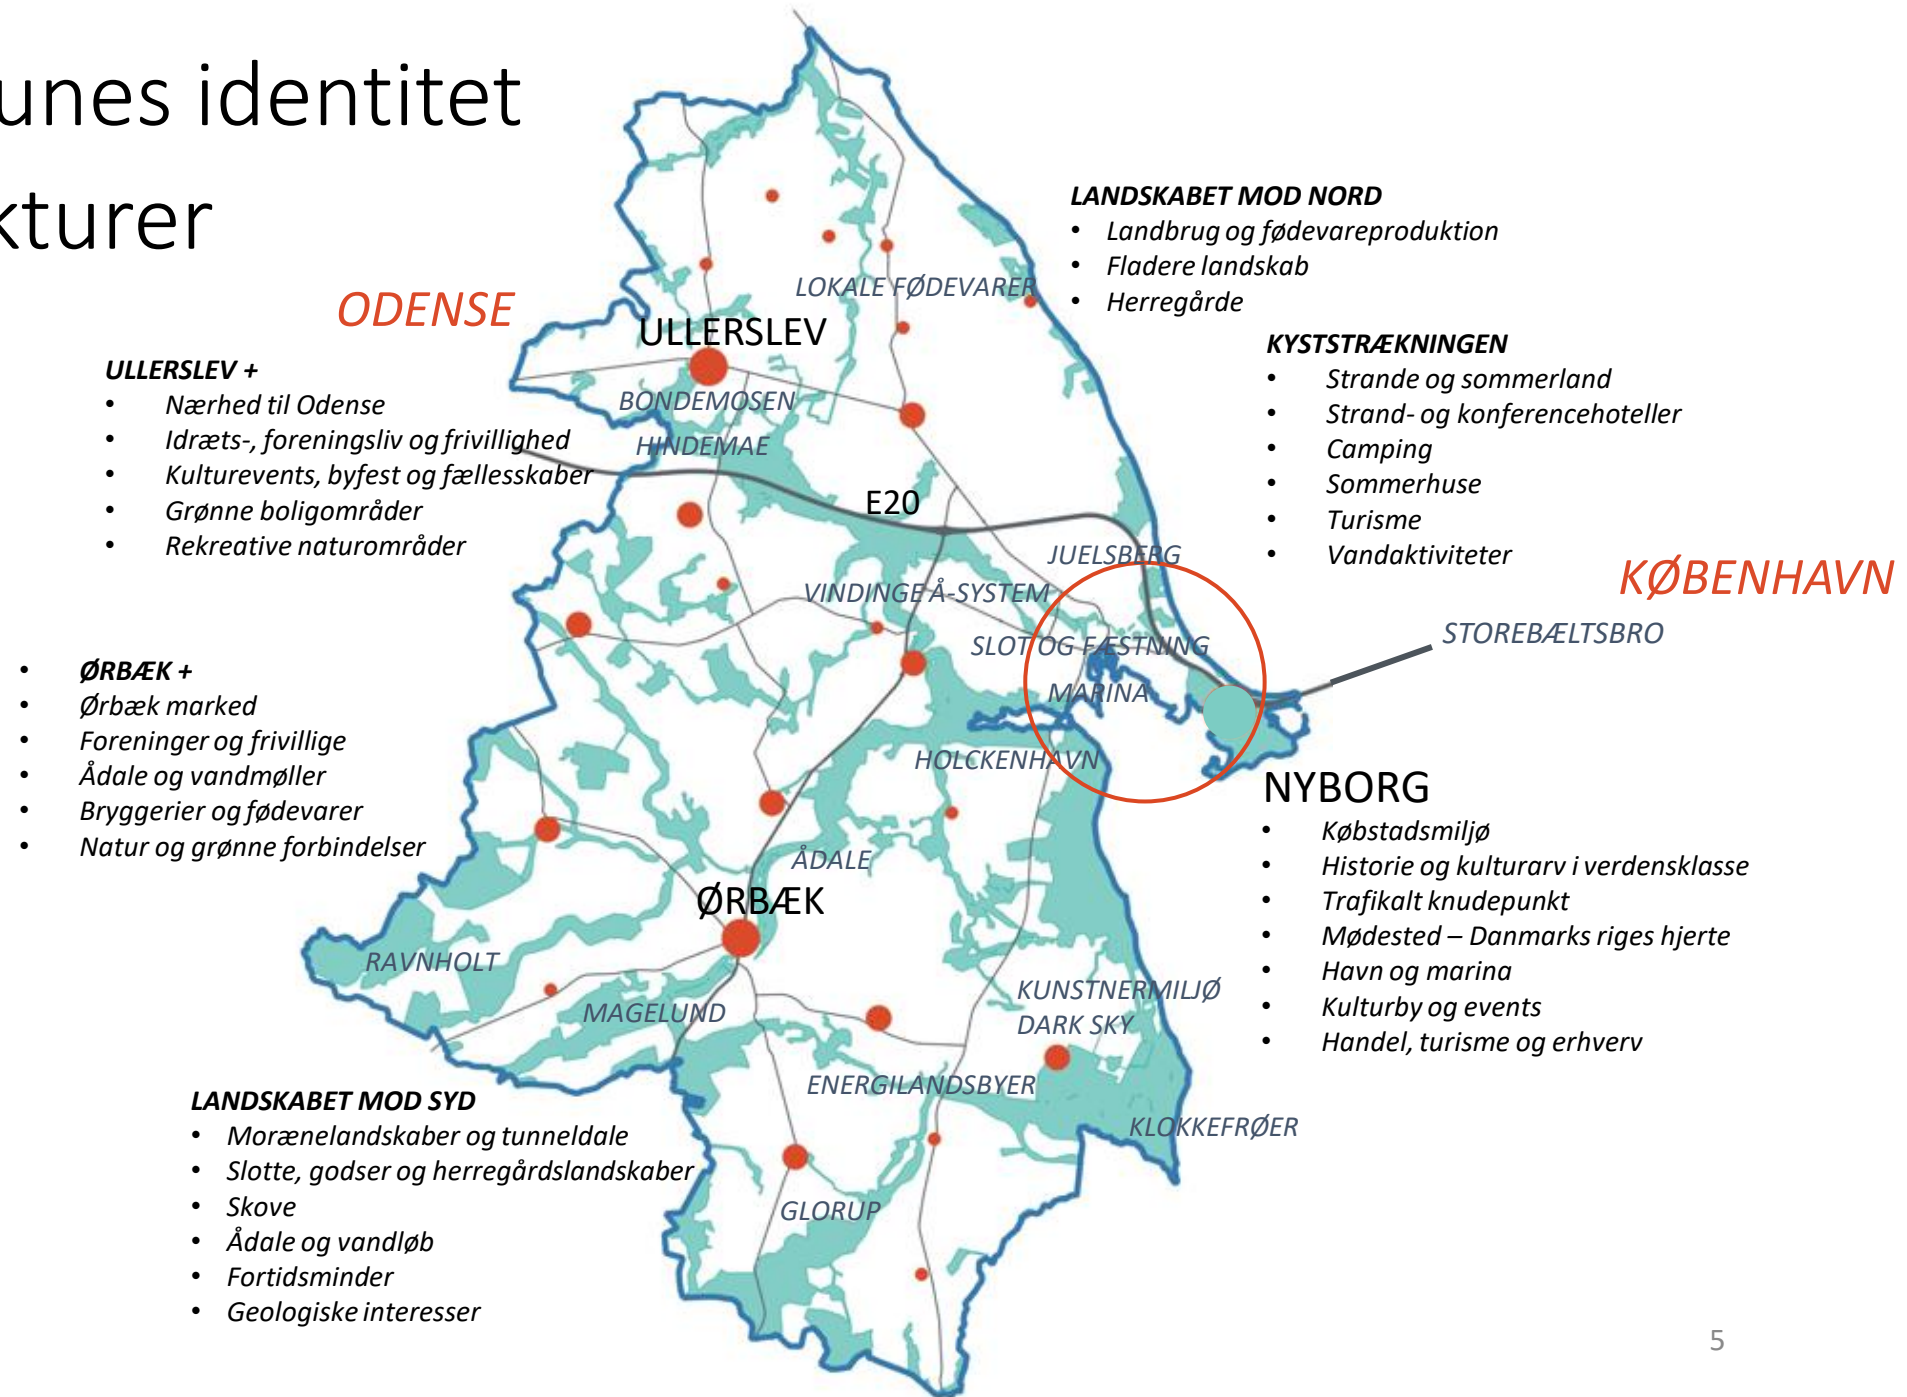 unes identitet
kturer
ODENSE
ULLERSLEV +
• Nærhed til Odense
• Idræts-, foreningsliv og frivillighed
• Kulturevents, byfest og fællesskaber
• Grønne boligområder
• Rekreative naturområder
• ØRBÆK +
• Ørbæk marked
• Foreninger og frivillige
• Ådale og vandmøller
• Bryggerier og fødevarer
• Natur og grønne forbindelser
LANDSKABET MOD SYD
• Morænelandskaber og tunneldale
• Slotte, godser og herregårdslandskaber
• Skove
• Ådale og vandløb
• Fortidsminder
• Geologiske interesser
LOKALE FØDEVARER
ULLERSLEV
BONDEMOSEN
HINDEMAE
E20
JUELSBERG
VINDINGE Å-SYSTEM
SLOT OG FÆSTNING
MARINA
HOLCKENHAVN
ÅDALE
ØRBÆK
RAVNHOLT
MAGELUND
KUNSTNERMILJØ
DARK SKY
ENERGILANDSBYER
KLOKKEFRØER
GLORUP
LANDSKABET MOD NORD
• Landbrug og fødevareproduktion
• Fladere landskab
• Herregårde
KYSTSTRÆKNINGEN
• Strande og sommerland
• Strand- og konferencehoteller
• Camping
• Sommerhuse
• Turisme
• Vandaktiviteter
KØBENHAVN
STOREBÆLTSBRO
NYBORG
• Købstadsmiljø
• Historie og kulturarv i verdensklasse
• Trafikalt knudepunkt
• Mødested – Danmarks riges hjerte
• Havn og marina
• Kulturby og events
• Handel, turisme og erhverv
5